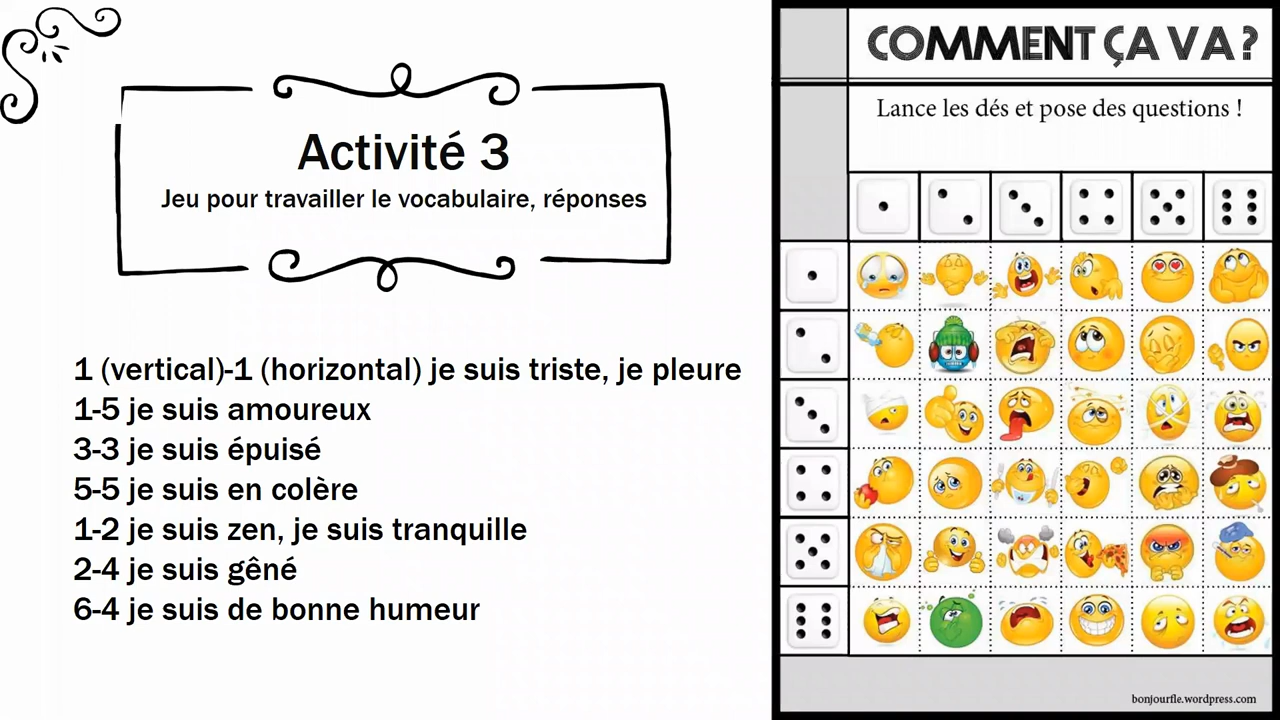 Activité 3
Jeu pour travailler le vocabulaire, réponses
1 (vertical)-1 (horizontal) je suis triste, je pleure
1-5 je suis amoureux
3-3 je suis épuisé
5-5 je suis en colère
1-2 je suis zen, je suis tranquille
2-4 je suis gêné
6-4 je suis de bonne humeur
COMMENT ÇA VA ?
Lance les dés et pose des questions !
bonjourfle.wordpress.com